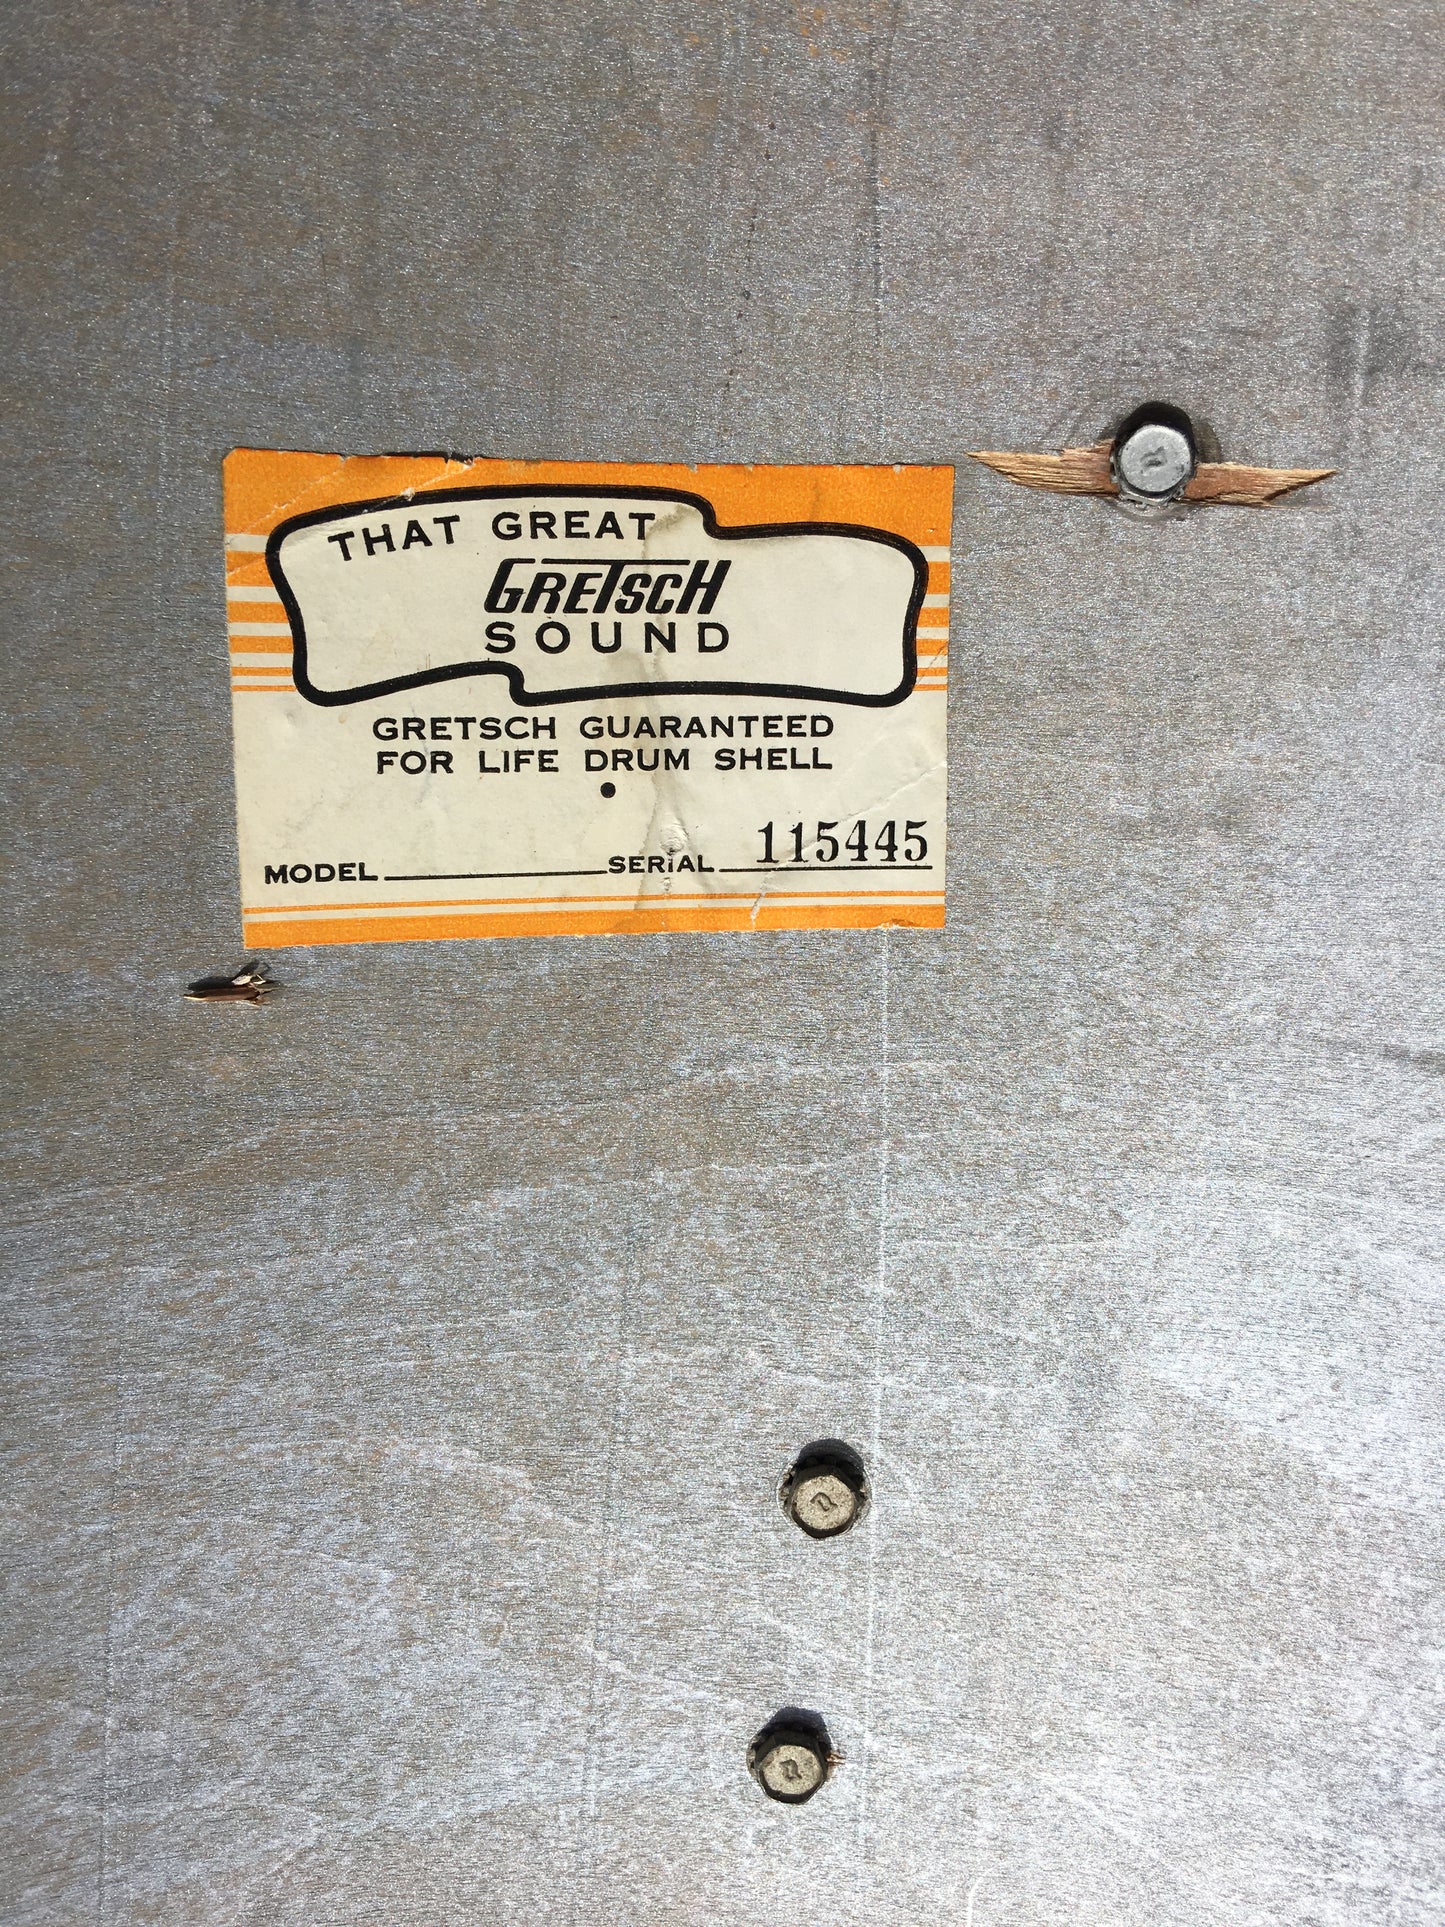 THAT GREAT
GRETSCH
SOUND
GRETSCH GUARANTEED
FOR LIFE DRUM SHELL
MODEL SERIAL 115445